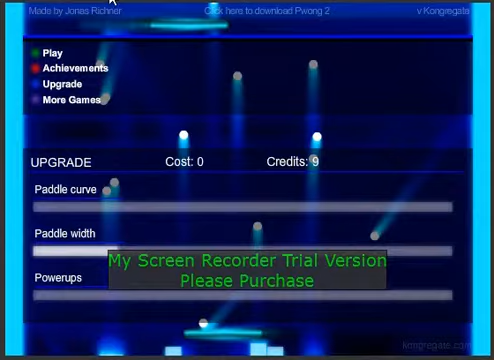 Made by Jonas Richner
Click here to download Pwong 2
v Kongregate
Play
Achievements
Upgrade
More Games
UPGRADE
Cost: 0
Credits: 9
Paddle curve
Paddle width
My Screen Recorder Trial Version
Please Purchase
Powerups
kongregate.com